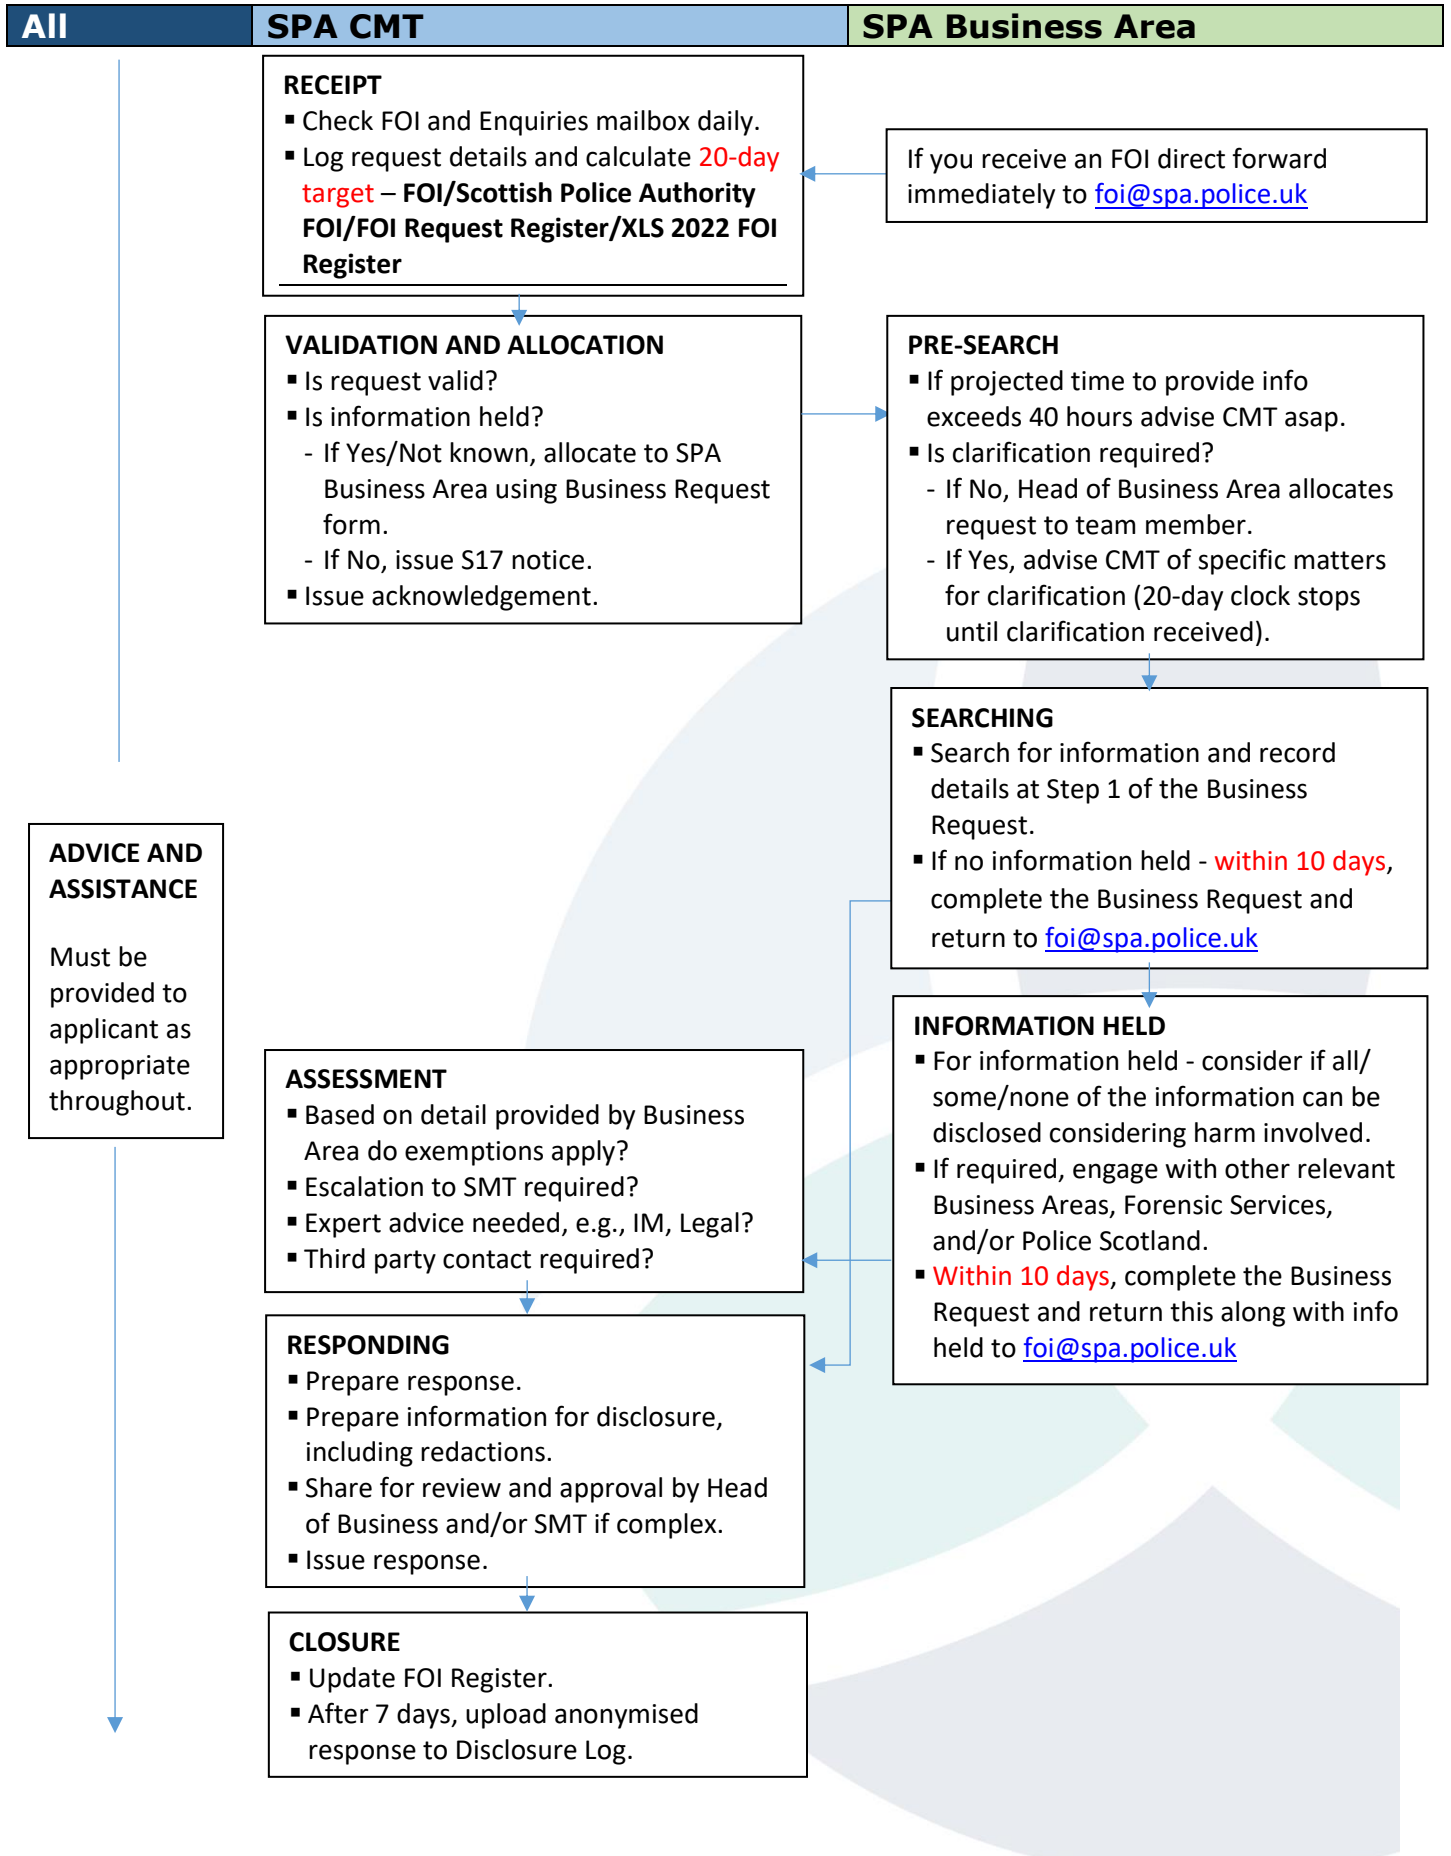 All
SPA CMT
SPA Business Area
RECEIPT
▪ Check FOI and Enquiries mailbox daily.
▪ Log request details and calculate 20-day
target – FOI/Scottish Police Authority
FOI/FOI Request Register/XLS 2022 FOI
Register
If you receive an FOI direct forward
immediately to foi@spa.police.uk
VALIDATION AND ALLOCATION
▪ Is request valid?
▪ Is information held?
- If Yes/Not known, allocate to SPA
Business Area using Business Request
form.
- If No, issue S17 notice.
▪ Issue acknowledgement.
PRE-SEARCH
▪ If projected time to provide info
exceeds 40 hours advise CMT asap.
▪ Is clarification required?
- If No, Head of Business Area allocates
request to team member.
- If Yes, advise CMT of specific matters
for clarification (20-day clock stops
until clarification received).
SEARCHING
▪ Search for information and record
details at Step 1 of the Business
Request.
▪ If no information held - within 10 days,
complete the Business Request and
return to foi@spa.police.uk
ADVICE AND
ASSISTANCE
Must be
provided to
applicant as
appropriate
throughout.
INFORMATION HELD
▪ For information held - consider if all/
some/none of the information can be
disclosed considering harm involved.
▪ If required, engage with other relevant
Business Areas, Forensic Services,
and/or Police Scotland.
▪ Within 10 days, complete the Business
Request and return this along with info
held to foi@spa.police.uk
ASSESSMENT
▪ Based on detail provided by Business
Area do exemptions apply?
▪ Escalation to SMT required?
▪ Expert advice needed, e.g., IM, Legal?
▪ Third party contact required?
RESPONDING
▪ Prepare response.
▪ Prepare information for disclosure,
including redactions.
▪ Share for review and approval by Head
of Business and/or SMT if complex.
▪ Issue response.
CLOSURE
▪ Update FOI Register.
▪ After 7 days, upload anonymised
response to Disclosure Log.